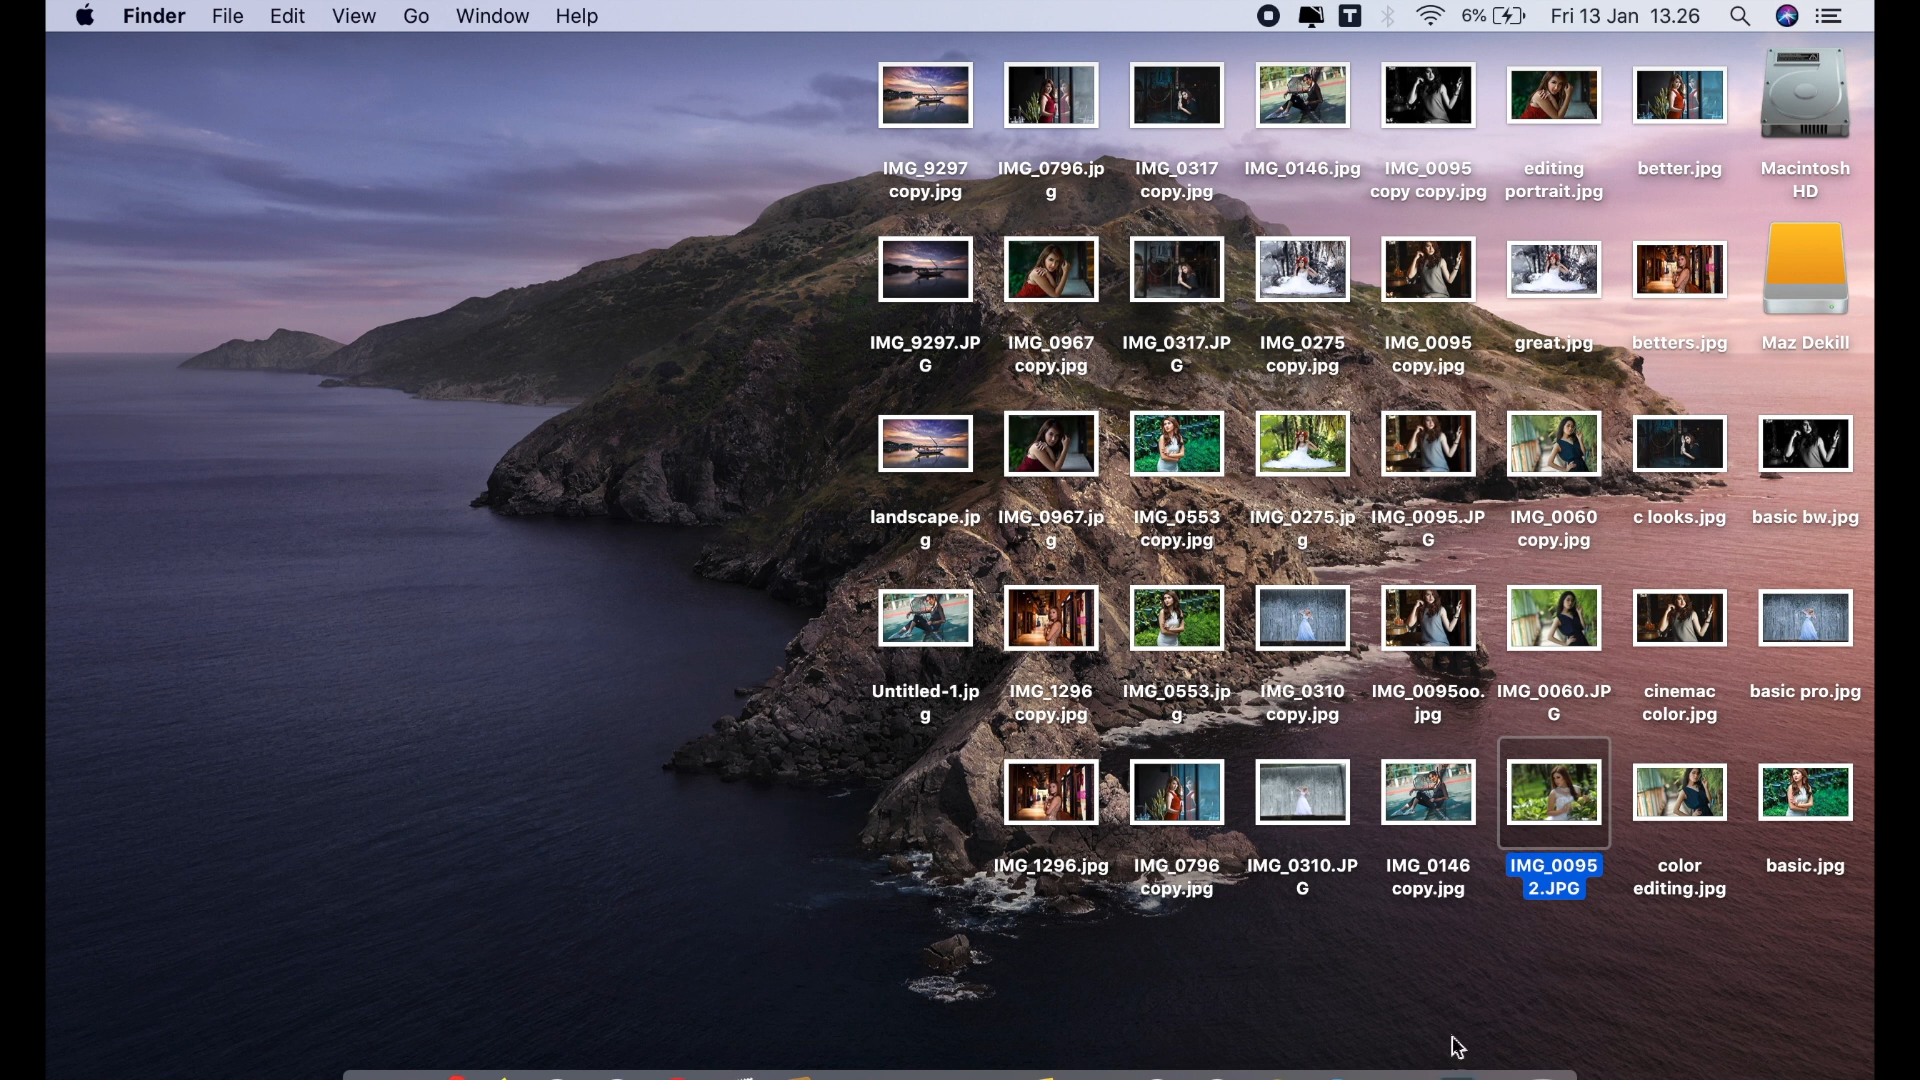 Finder File Edit View Go Window Help
T 6% Fri 13 Jan 13.26
IMG_9297
copy.jpg
IMG_0796.jp
g
IMG_0317
copy.jpg
IMG_0146.jpg
IMG_0095
copy copy.jpg
editing
portrait.jpg
better.jpg
Macintosh
HD
IMG_9297.JP
G
IMG_0967
copy.jpg
IMG_0317.JP
G
IMG_0275
copy.jpg
IMG_0095
copy.jpg
great.jpg
betters.jpg
Maz Dekill
landscape.jp
g
IMG_0967.jp
g
IMG_0553
copy.jpg
IMG_0275.jp
g
IMG_0095.JP
G
IMG_0060
copy.jpg
c looks.jpg
basic bw.jpg
Untitled-1.jp
g
IMG_1296
copy.jpg
IMG_0553.jp
g
IMG_0310
copy.jpg
IMG_0095oo.
jpg
IMG_0060.JP
G
cinemac
color.jpg
basic pro.jpg
IMG_1296.jpg
IMG_0796
copy.jpg
IMG_0310.JP
G
IMG_0146
copy.jpg
IMG_0095
2.JPG
color
editing.jpg
basic.jpg